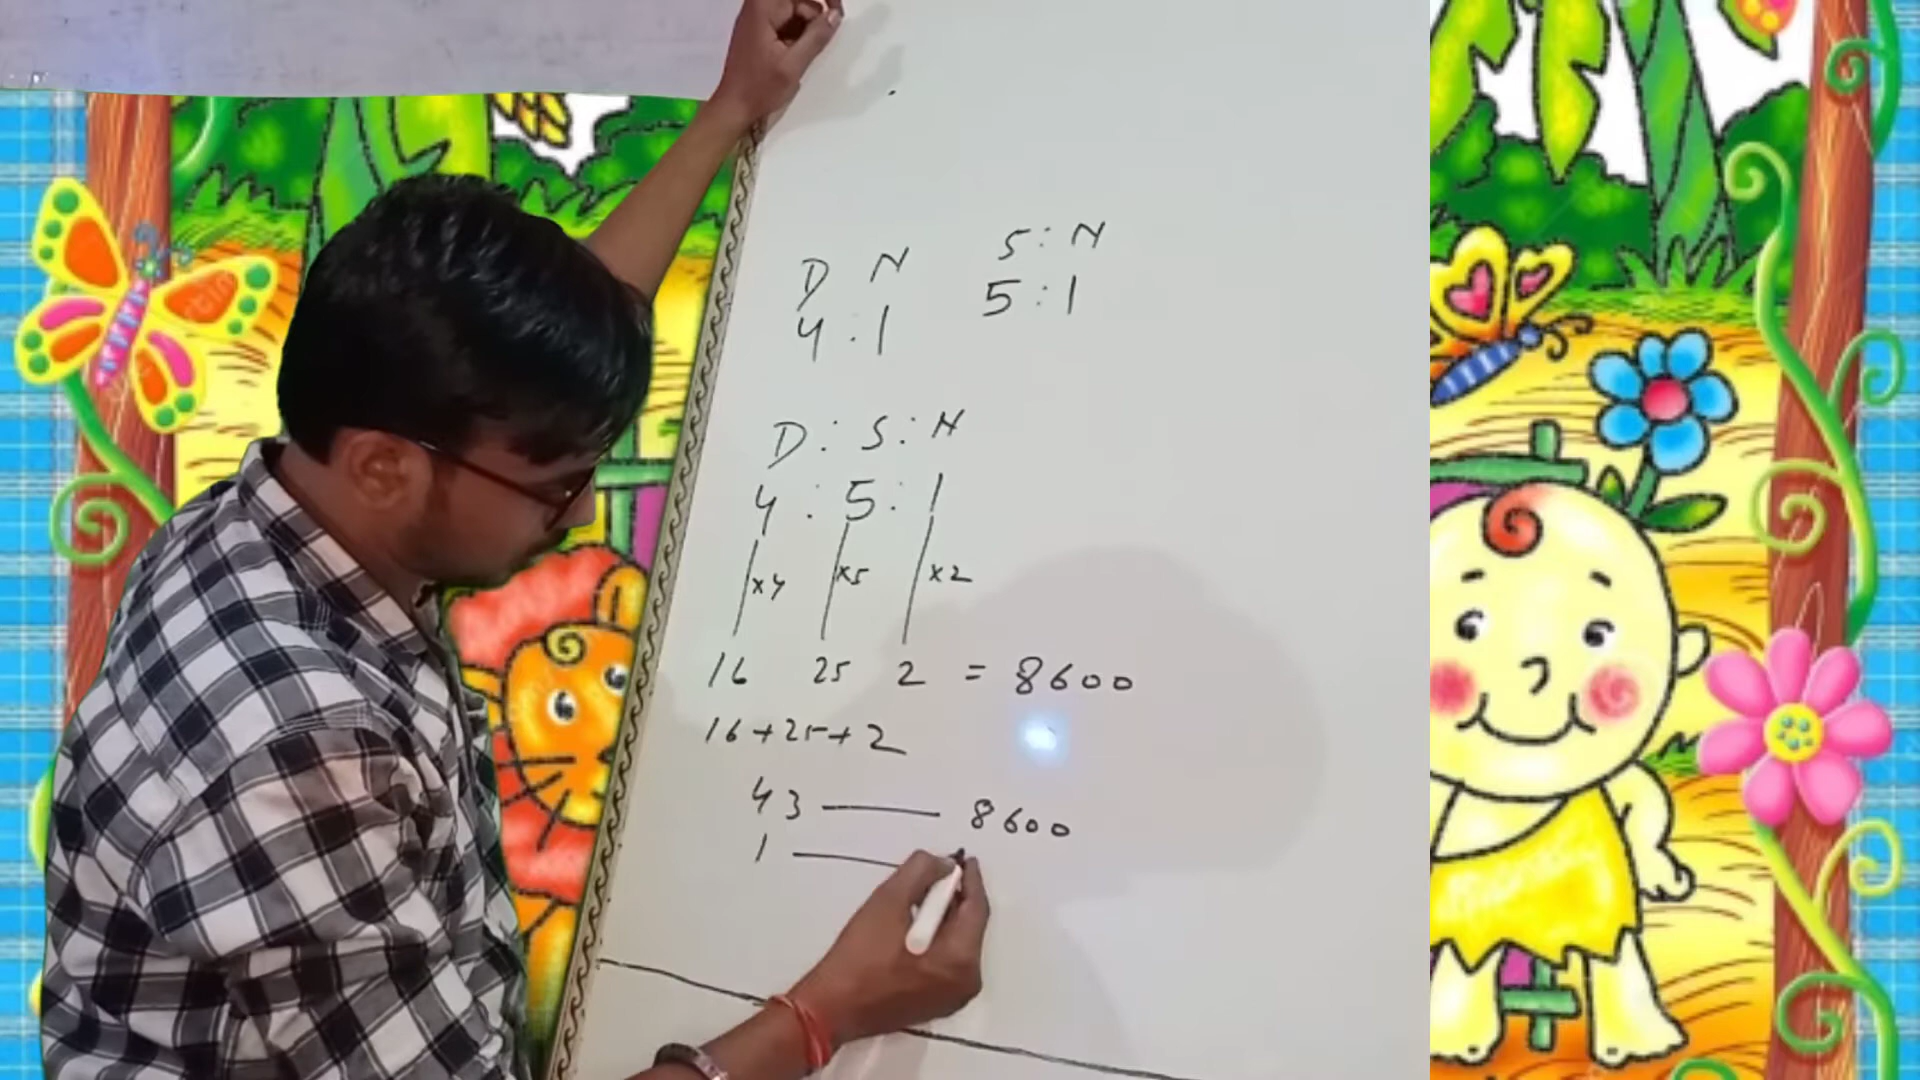 D N
4 : 1
S : N
5 : 1
D : S : N
4 : 5 : 1
x4 x5 x2
16 25 2 = 8600
16+25+2
43 — 8600
1 —